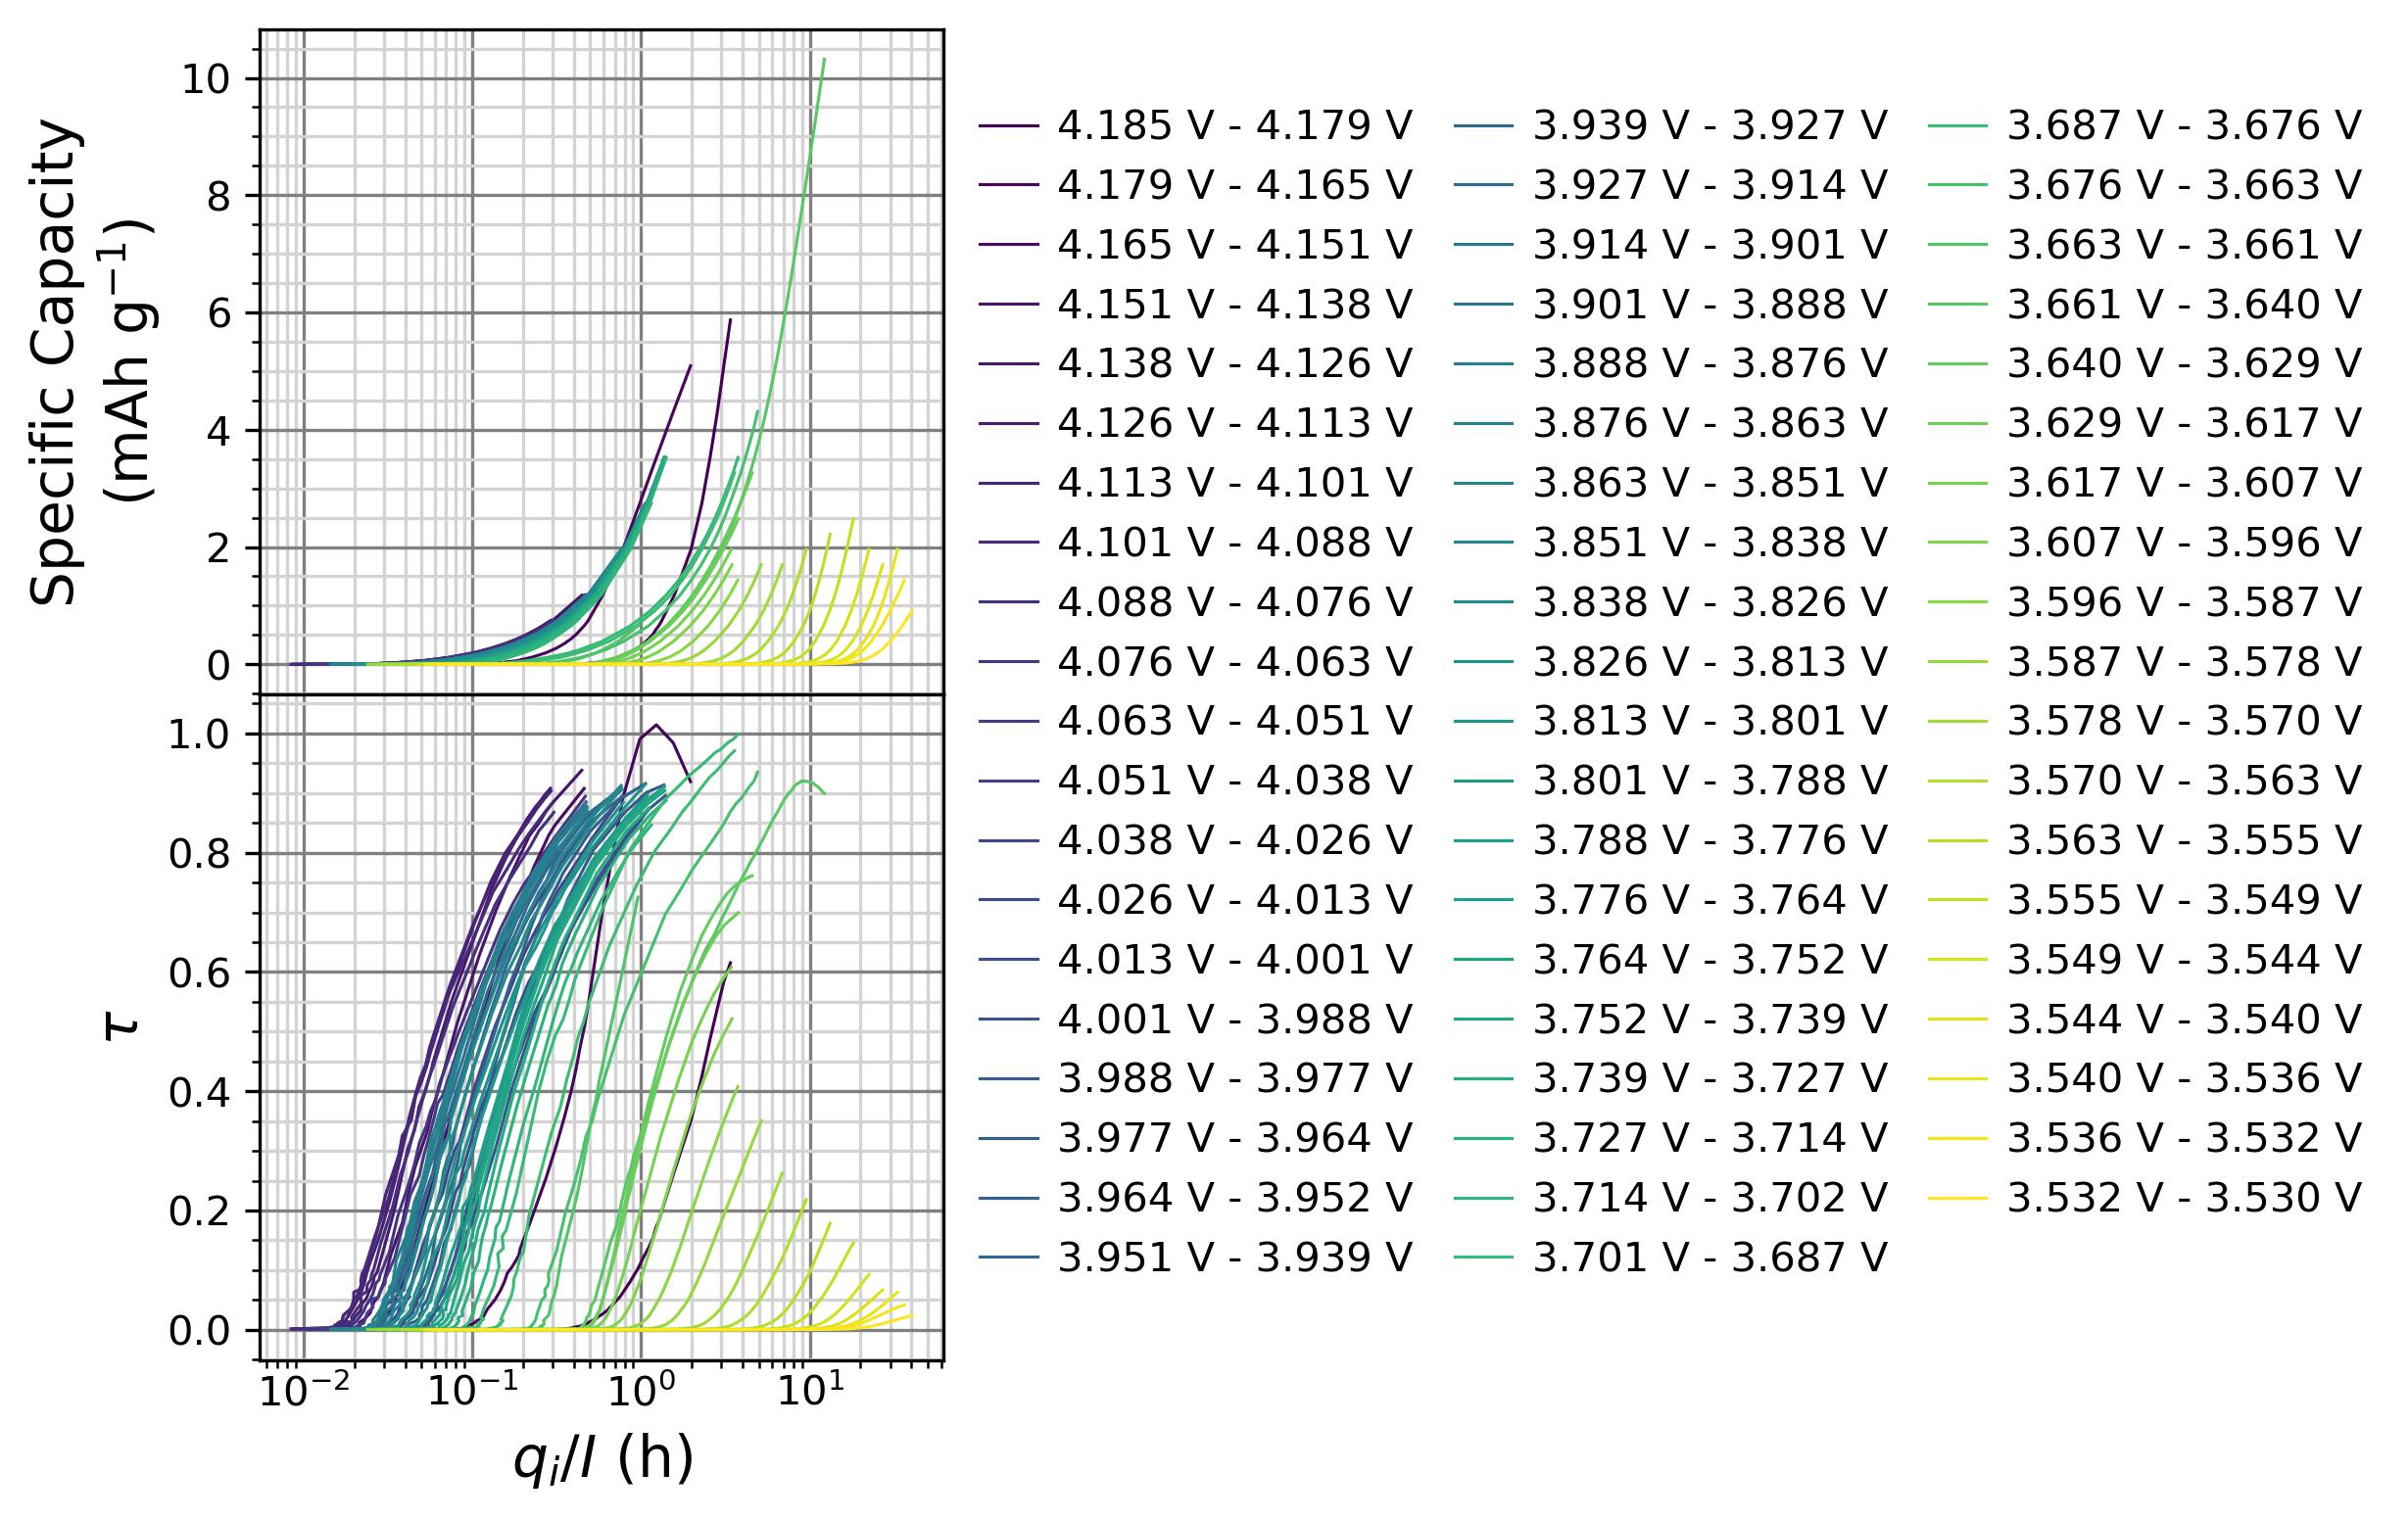 Specific Capacity
(mAh g⁻¹)
10
8
6
4
2
0
1.0
0.8
0.6
0.4
0.2
0.0
τ
10⁻²
10⁻¹
10⁰
10¹
qᵢ/I (h)
4.185 V - 4.179 V
4.179 V - 4.165 V
4.165 V - 4.151 V
4.151 V - 4.138 V
4.138 V - 4.126 V
4.126 V - 4.113 V
4.113 V - 4.101 V
4.101 V - 4.088 V
4.088 V - 4.076 V
4.076 V - 4.063 V
4.063 V - 4.051 V
4.051 V - 4.038 V
4.038 V - 4.026 V
4.026 V - 4.013 V
4.013 V - 4.001 V
4.001 V - 3.988 V
3.988 V - 3.977 V
3.977 V - 3.964 V
3.964 V - 3.952 V
3.951 V - 3.939 V
3.939 V - 3.927 V
3.927 V - 3.914 V
3.914 V - 3.901 V
3.901 V - 3.888 V
3.888 V - 3.876 V
3.876 V - 3.863 V
3.863 V - 3.851 V
3.851 V - 3.838 V
3.838 V - 3.826 V
3.826 V - 3.813 V
3.813 V - 3.801 V
3.801 V - 3.788 V
3.788 V - 3.776 V
3.776 V - 3.764 V
3.764 V - 3.752 V
3.752 V - 3.739 V
3.739 V - 3.727 V
3.727 V - 3.714 V
3.714 V - 3.702 V
3.701 V - 3.687 V
3.687 V - 3.676 V
3.676 V - 3.663 V
3.663 V - 3.661 V
3.661 V - 3.640 V
3.640 V - 3.629 V
3.629 V - 3.617 V
3.617 V - 3.607 V
3.607 V - 3.596 V
3.596 V - 3.587 V
3.587 V - 3.578 V
3.578 V - 3.570 V
3.570 V - 3.563 V
3.563 V - 3.555 V
3.555 V - 3.549 V
3.549 V - 3.544 V
3.544 V - 3.540 V
3.540 V - 3.536 V
3.536 V - 3.532 V
3.532 V - 3.530 V